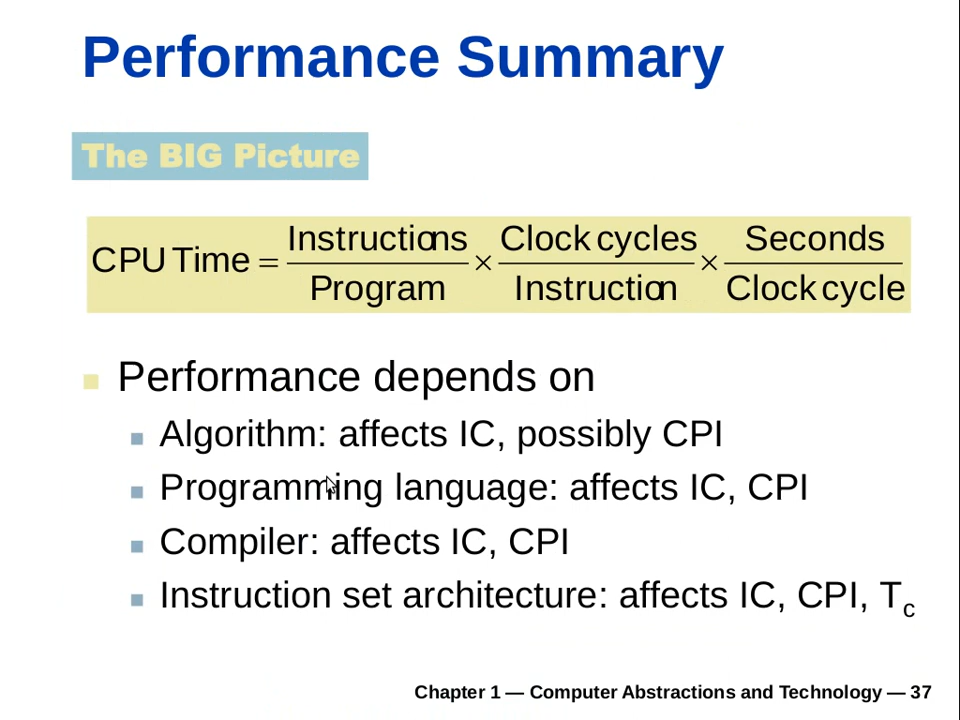 Performance Summary
The BIG Picture
CPU Time = Instructions/Program × Clock cycles/Instruction × Seconds/Clock cycle
Performance depends on
Algorithm: affects IC, possibly CPI
Programming language: affects IC, CPI
Compiler: affects IC, CPI
Instruction set architecture: affects IC, CPI, Tc
Chapter 1 — Computer Abstractions and Technology — 37